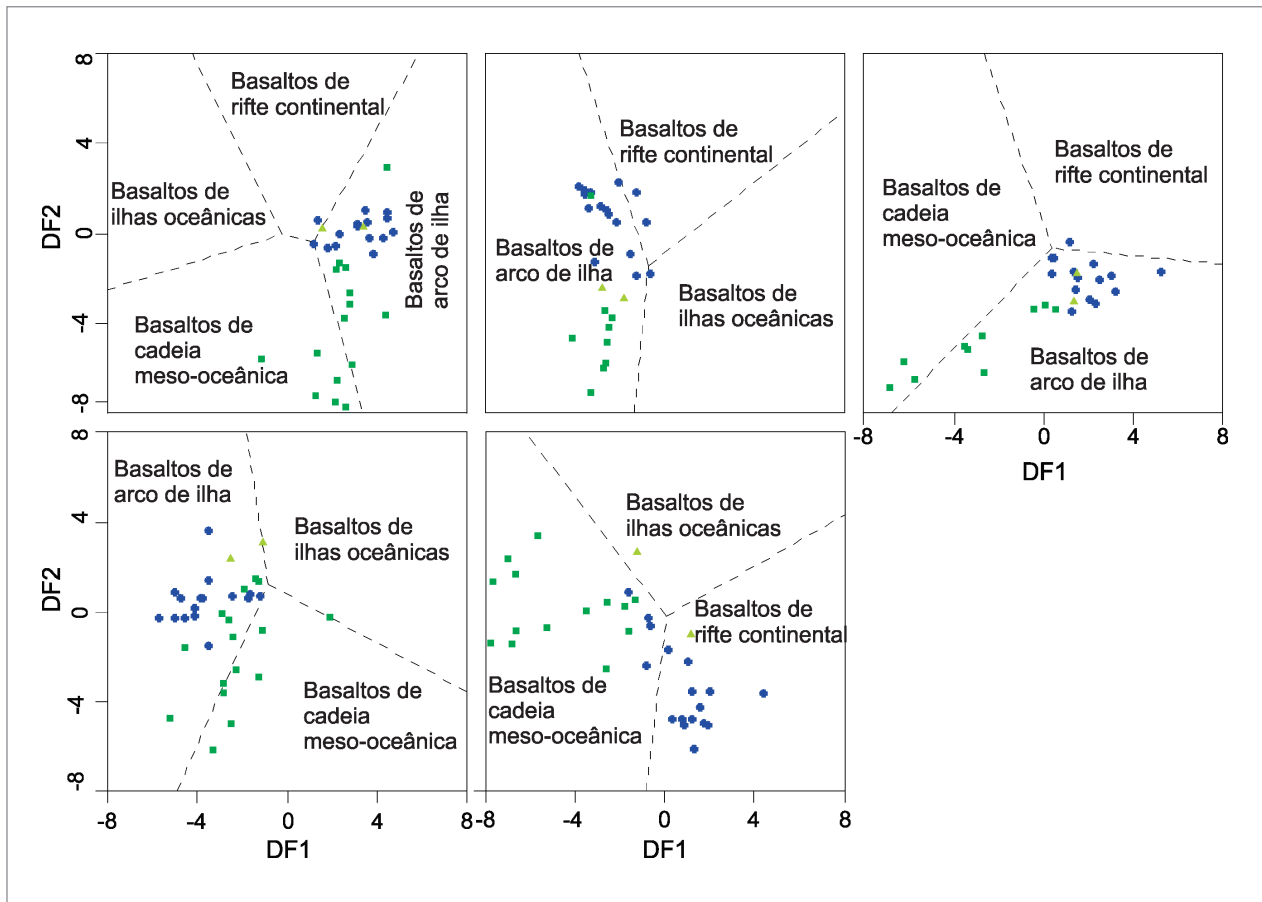 8
4
0
-4
-8
DF2
Basaltos de
rifte continental
Basaltos de
ilhas oceânicas
Basaltos de
arco de ilha
Basaltos de
cadeia
meso-oceânica
Basaltos de
rifte continental
Basaltos de
arco de ilha
Basaltos de
ilhas oceânicas
Basaltos de
rifte continental
Basaltos de
cadeia
meso-oceânica
Basaltos de
arco de ilha
-8
-4
0
4
8
DF1
8
4
0
-4
-8
DF2
Basaltos de
arco de ilha
Basaltos de
ilhas oceânicas
Basaltos de
cadeia
meso-oceânica
-8
-4
0
4
8
DF1
Basaltos de
ilhas oceânicas
Basaltos de
rifte continental
Basaltos de
cadeia
meso-oceânica
-8
-4
0
4
8
DF1